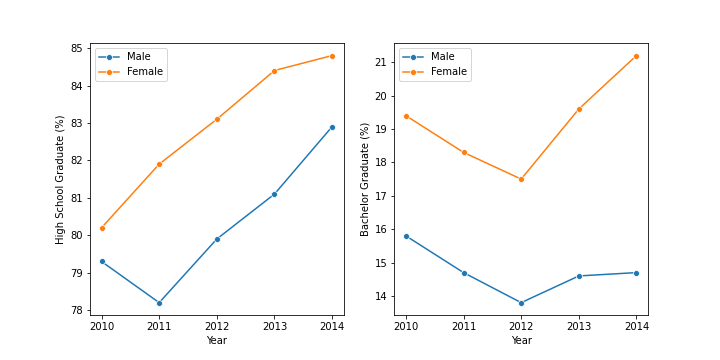 Male
Female
High School Graduate (%)
85
84
83
82
81
80
79
78
2010 2011 2012 2013 2014
Year
Male
Female
Bachelor Graduate (%)
21
20
19
18
17
16
15
14
2010 2011 2012 2013 2014
Year